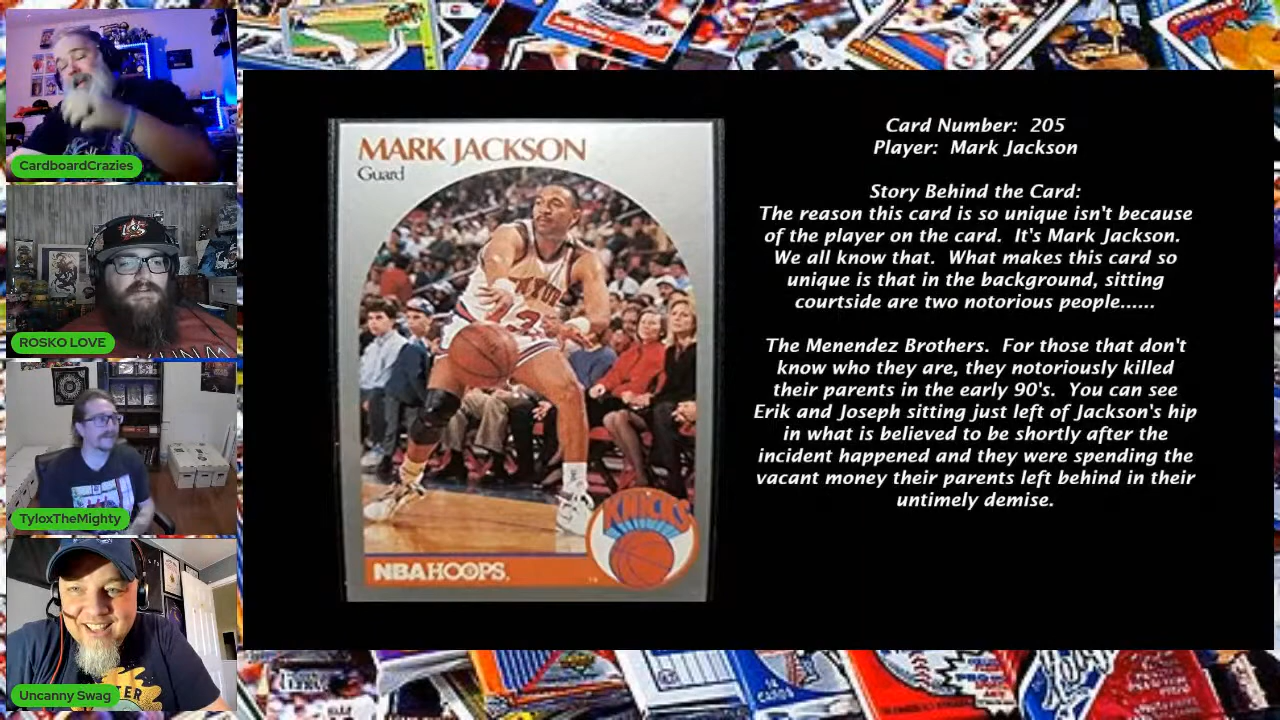 CardboardCrazies
ROSKO LOVE
TyloxTheMighty
Uncanny Swag
MARK JACKSON
Guard
KNICKS
NBA HOOPS
Card Number: 205
Player: Mark Jackson
Story Behind the Card:
The reason this card is so unique isn't because
of the player on the card. It's Mark Jackson.
We all know that. What makes this card so
unique is that in the background, sitting
courtside are two notorious people......
The Menendez Brothers. For those that don't
know who they are, they notoriously killed
their parents in the early 90's. You can see
Erik and Joseph sitting just left of Jackson's hip
in what is believed to be shortly after the
incident happened and they were spending the
vacant money their parents left behind in their
untimely demise.